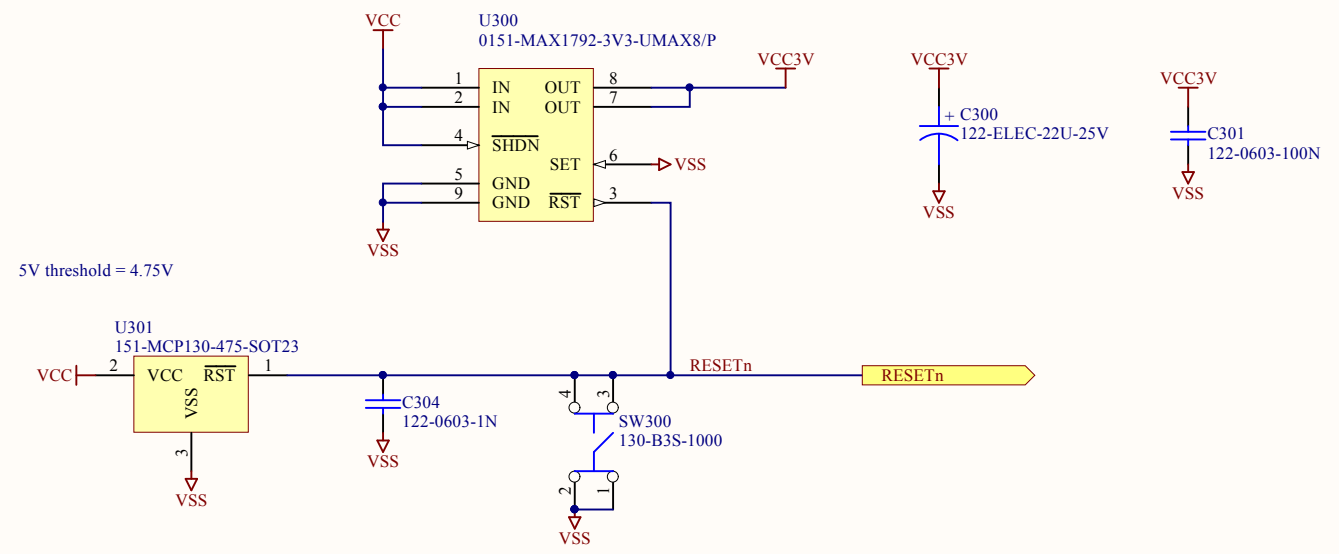 VCC
U300
0151-MAX1792-3V3-UMAX8/P
VCC3V
VCC3V
VCC3V
1 IN OUT 8
2 IN OUT 7
4 SHDN
SET 6 VSS
5 GND
9 GND RST 3
VSS
+ C300
122-ELEC-22U-25V
VSS
C301
122-0603-100N
VSS
5V threshold = 4.75V
U301
151-MCP130-475-SOT23
VCC 2 VCC RST 1
VSS
3
VSS
RESETn
RESETn
C304
122-0603-1N
VSS
4 3
SW300
130-B3S-1000
2 1
VSS